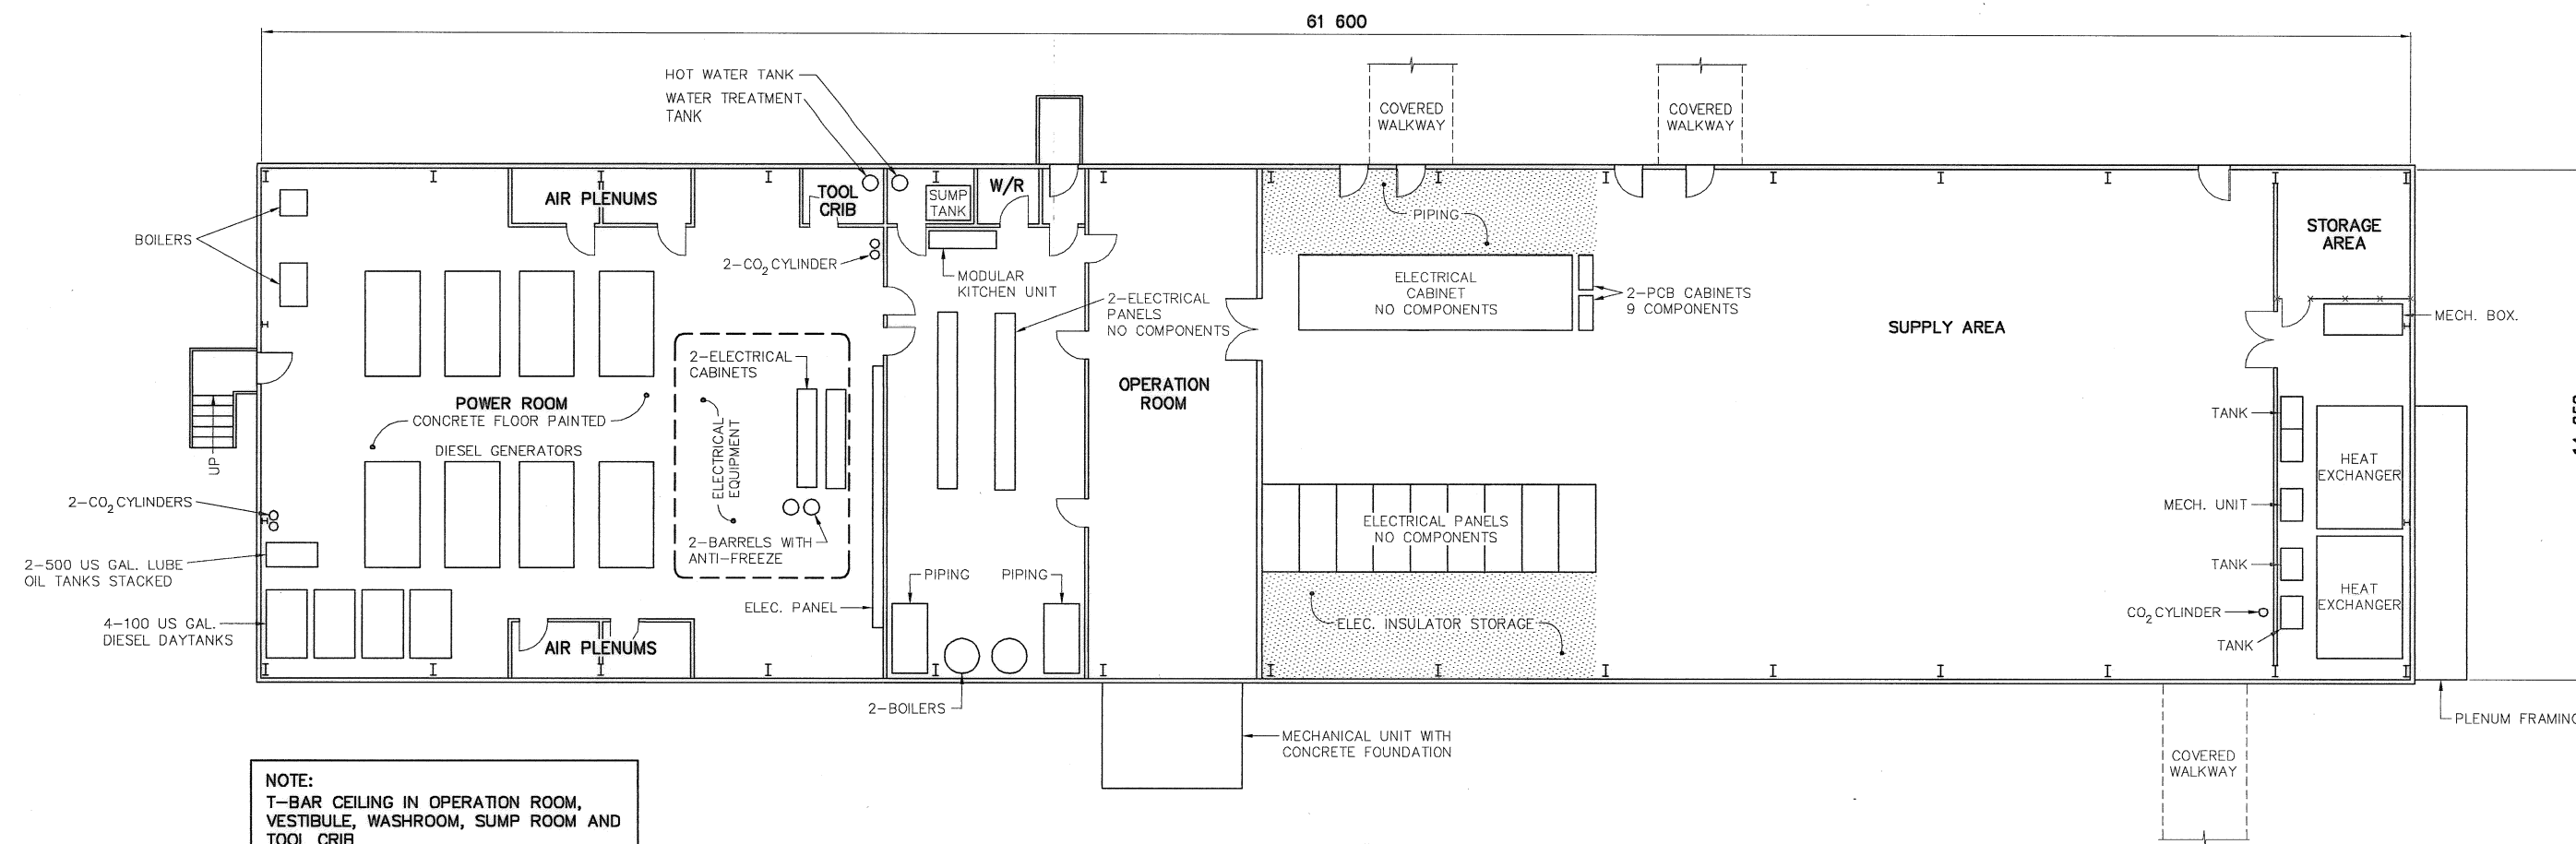 61 600
HOT WATER TANK
WATER TREATMENT
TANK
COVERED
WALKWAY
COVERED
WALKWAY
AIR PLENUMS
TOOL
CRIB
SUMP
TANK
W/R
BOILERS
2-CO2 CYLINDER
MODULAR
KITCHEN UNIT
2-ELECTRICAL
PANELS
NO COMPONENTS
PIPING
ELECTRICAL
CABINET
NO COMPONENTS
2-PCB CABINETS
9 COMPONENTS
SUPPLY AREA
STORAGE
AREA
MECH. BOX.
2-ELECTRICAL
CABINETS
ELECTRICAL
EQUIPMENT
2-BARRELS WITH
ANTI-FREEZE
POWER ROOM
CONCRETE FLOOR PAINTED
DIESEL GENERATORS
UP
OPERATION
ROOM
TANK
HEAT
EXCHANGER
MECH. UNIT
TANK
HEAT
EXCHANGER
CO2 CYLINDER
TANK
2-CO2 CYLINDERS
2-500 US GAL. LUBE
OIL TANKS STACKED
4-100 US GAL.
DIESEL DAYTANKS
AIR PLENUMS
ELEC. PANEL
PIPING
PIPING
ELECTRICAL PANELS
NO COMPONENTS
ELEC. INSULATOR STORAGE
2-BOILERS
MECHANICAL UNIT WITH
CONCRETE FOUNDATION
PLENUM FRAMING
COVERED
WALKWAY
NOTE:
T-BAR CEILING IN OPERATION ROOM,
VESTIBULE, WASHROOM, SUMP ROOM AND
TOOL CRIB